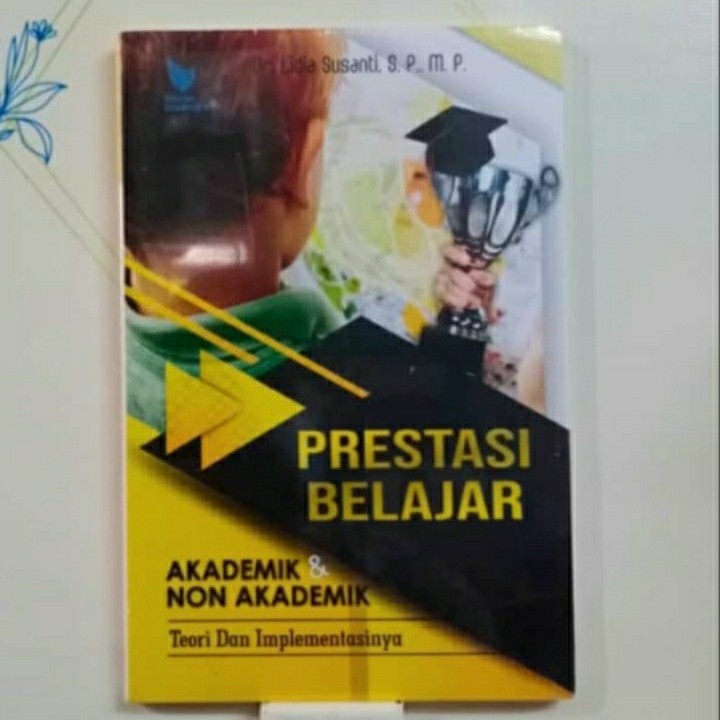 Lidia Susanti, S. P., M. P.
PRESTASI
BELAJAR
AKADEMIK &
NON AKADEMIK
Teori Dan Implementasinya